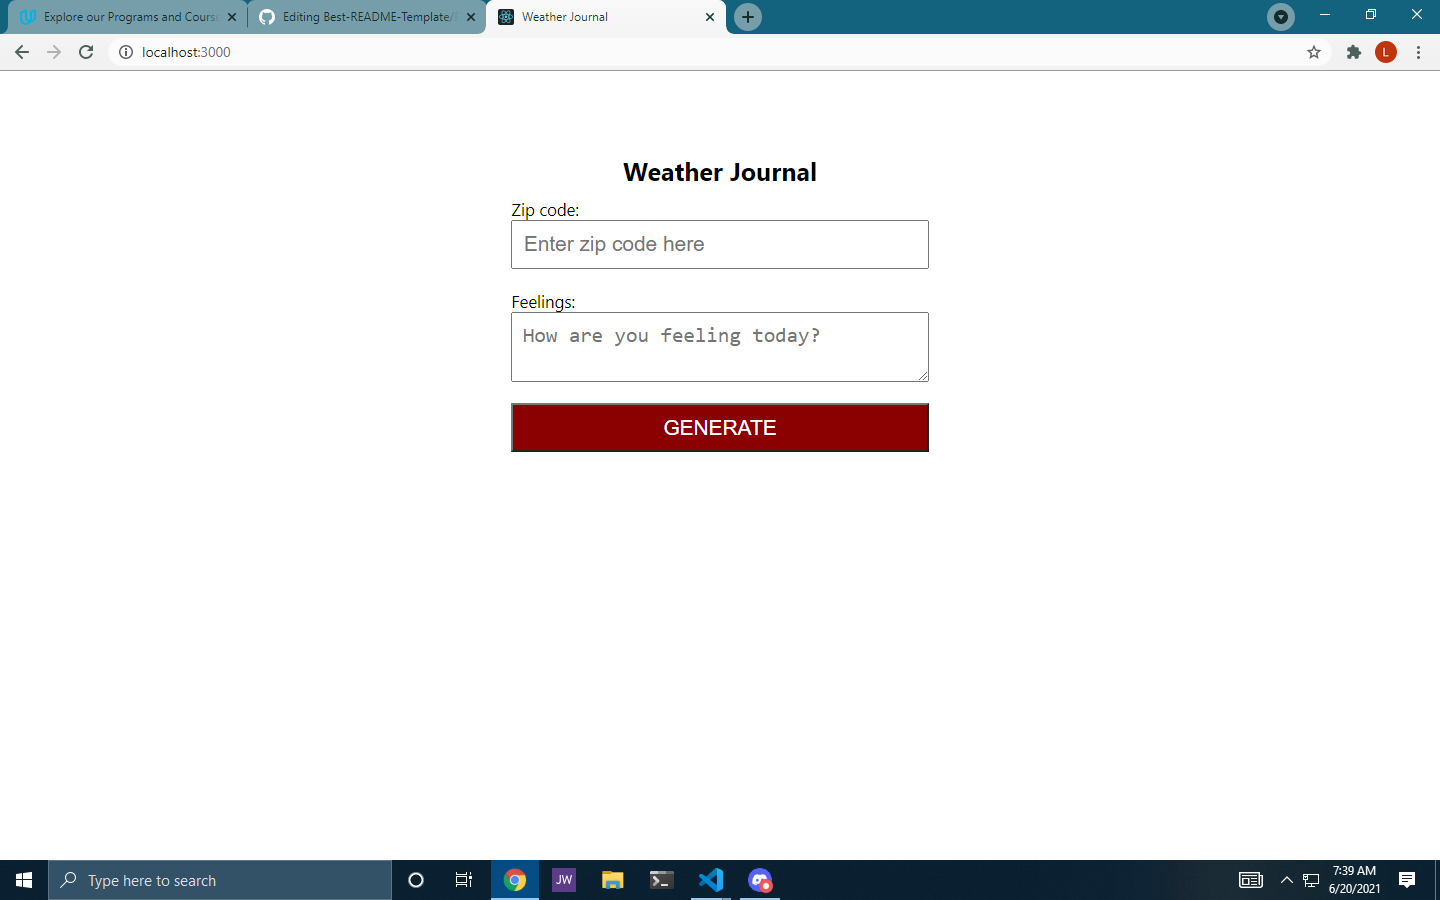 Explore our Programs and Cours
Editing Best-README-Template/
Weather Journal
localhost:3000
L
Weather Journal
Zip code:
Enter zip code here
Feelings:
How are you feeling today?
GENERATE
Type here to search
JW
7:39 AM
6/20/2021